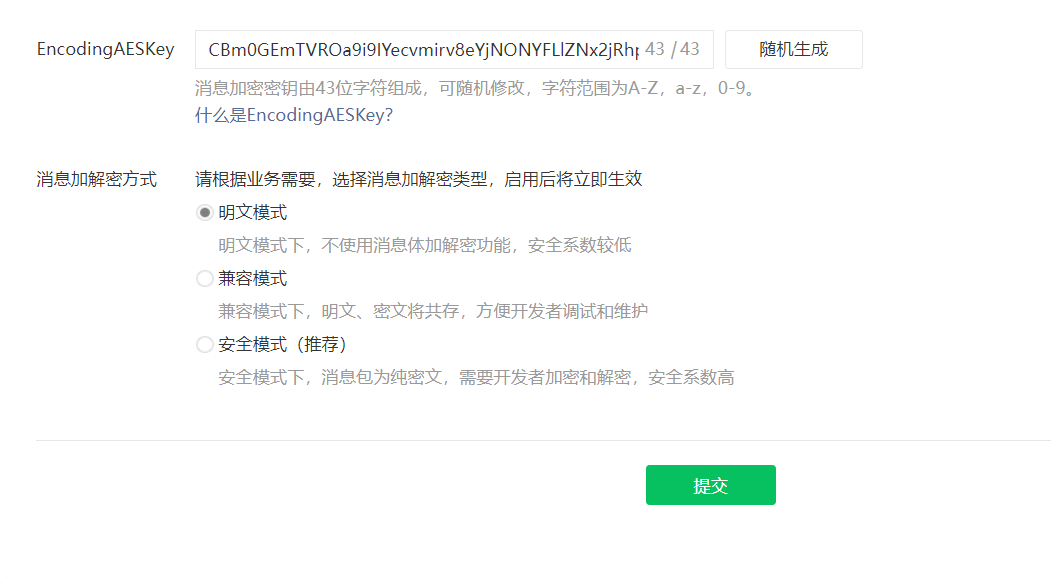 EncodingAESKey CBm0GEmTVROa9i9IYecvmirv8eYjNONYFLlZNx2jRhp 43 / 43 随机生成
消息加密密钥由43位字符组成，可随机修改，字符范围为A-Z，a-z，0-9。
什么是EncodingAESKey?
消息加解密方式 请根据业务需要，选择消息加解密类型，启用后将立即生效
明文模式
明文模式下，不使用消息体加解密功能，安全系数较低
兼容模式
兼容模式下，明文、密文将共存，方便开发者调试和维护
安全模式（推荐）
安全模式下，消息包为纯密文，需要开发者加密和解密，安全系数高
提交